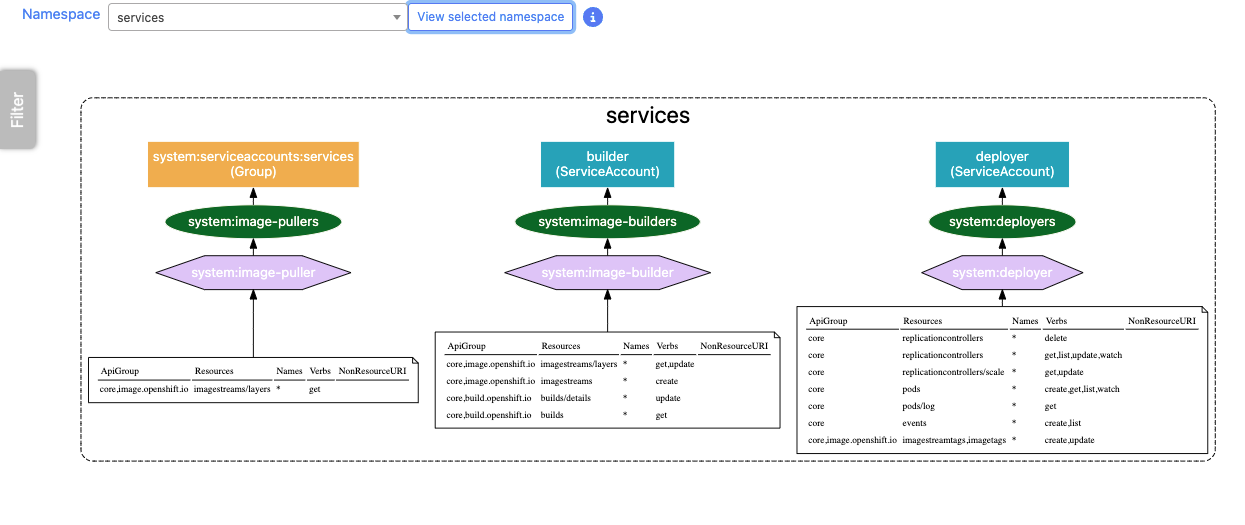 Namespace services View selected namespace i
Filter
services
system:serviceaccounts:services
(Group)
system:image-pullers
system:image-puller
ApiGroup Resources Names Verbs NonResourceURI
core,image.openshift.io imagestreams/layers * get
builder
(ServiceAccount)
system:image-builders
system:image-builder
ApiGroup Resources Names Verbs NonResourceURI
core,image.openshift.io imagestreams/layers * get,update
core,image.openshift.io imagestreams * create
core,build.openshift.io builds/details * update
core,build.openshift.io builds * get
deployer
(ServiceAccount)
system:deployers
system:deployer
ApiGroup Resources Names Verbs NonResourceURI
core replicationcontrollers * delete
core replicationcontrollers * get,list,update,watch
core replicationcontrollers/scale * get,update
core pods * create,get,list,watch
core pods/log * get
core events * create,list
core,image.openshift.io imagestreamtags,imagetags * create,update